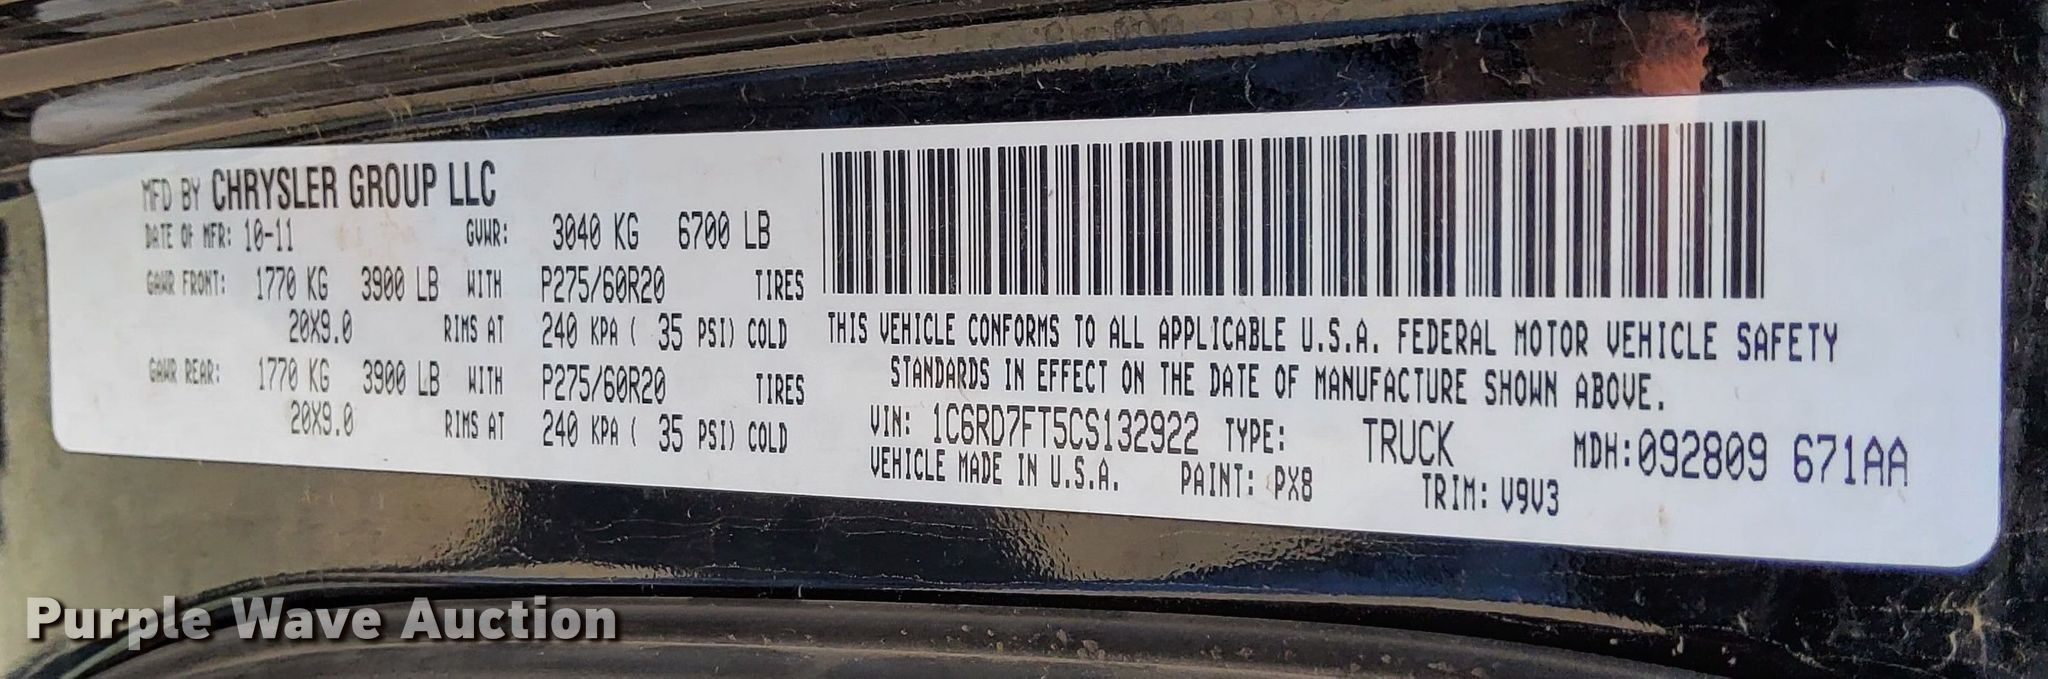 MFD BY CHRYSLER GROUP LLC
DATE OF MFR: 10-11 GVWR: 3040 KG 6700 LB
GAWR FRONT: 1770 KG 3900 LB WITH P275/60R20 TIRES
20X9.0 RIMS AT 240 KPA ( 35 PSI) COLD
GAWR REAR: 1770 KG 3900 LB WITH P275/60R20 TIRES
20X9.0 RIMS AT 240 KPA ( 35 PSI) COLD
THIS VEHICLE CONFORMS TO ALL APPLICABLE U.S.A. FEDERAL MOTOR VEHICLE SAFETY
STANDARDS IN EFFECT ON THE DATE OF MANUFACTURE SHOWN ABOVE.
VIN: 1C6RD7FT5CS132922 TYPE: TRUCK MDH:092809 671AA
VEHICLE MADE IN U.S.A. PAINT: PX8 TRIM: V9V3
Purple Wave Auction